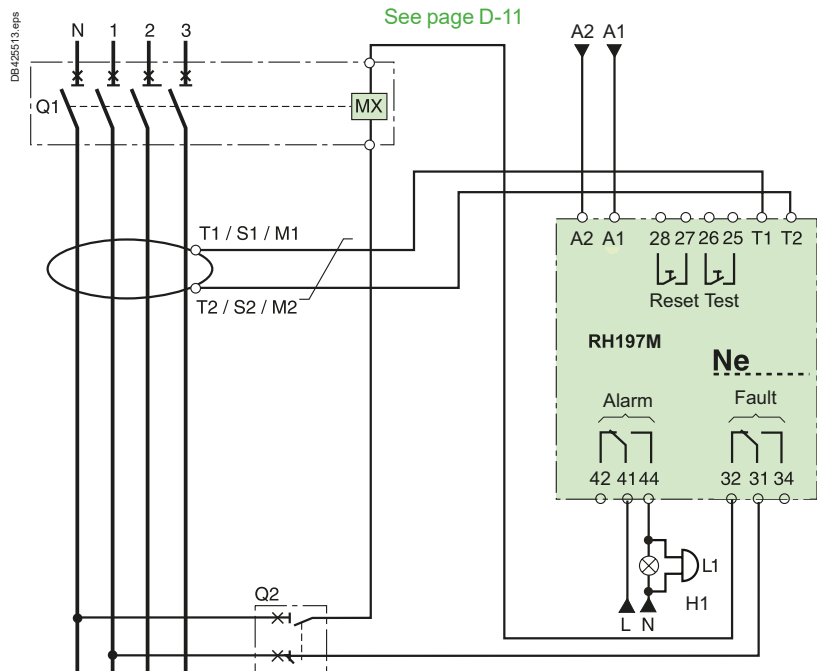 See page D-11
DB425513.eps
N 1 2 3
A2 A1
Q1
MX
T1 / S1 / M1
T2 / S2 / M2
A2 A1 28 27 26 25 T1 T2
Reset Test
RH197M
Ne
Alarm
Fault
42 41 44
32 31 34
L1
H1
L N
Q2